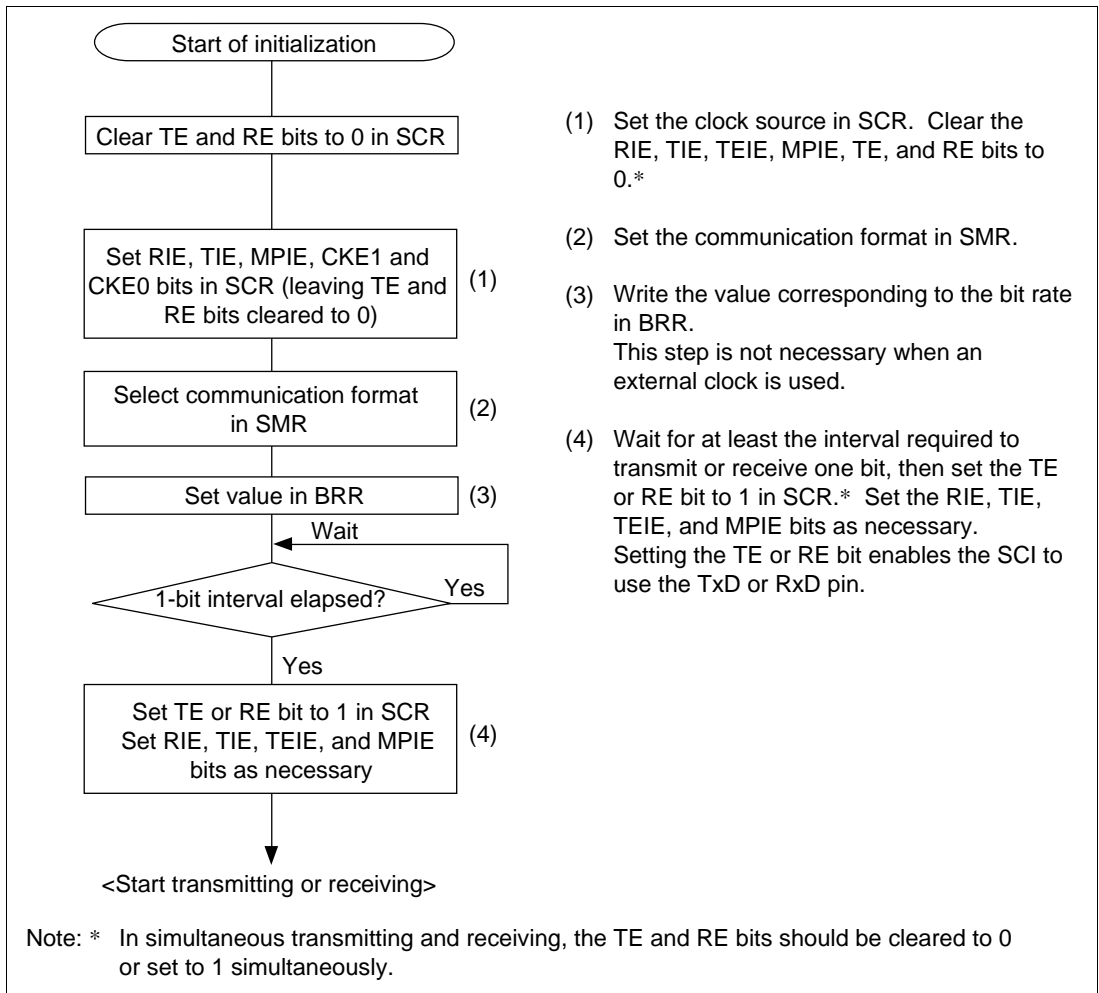 Start of initialization
Clear TE and RE bits to 0 in SCR
Set RIE, TIE, MPIE, CKE1 and
CKE0 bits in SCR (leaving TE and
RE bits cleared to 0)
(1)
Select communication format
in SMR
(2)
Set value in BRR
(3)
Wait
1-bit interval elapsed?
Yes
Yes
Set TE or RE bit to 1 in SCR
Set RIE, TIE, TEIE, and MPIE
bits as necessary
(4)
<Start transmitting or receiving>
(1) Set the clock source in SCR. Clear the
RIE, TIE, TEIE, MPIE, TE, and RE bits to
0.*
(2) Set the communication format in SMR.
(3) Write the value corresponding to the bit rate
in BRR.
This step is not necessary when an
external clock is used.
(4) Wait for at least the interval required to
transmit or receive one bit, then set the TE
or RE bit to 1 in SCR.* Set the RIE, TIE,
TEIE, and MPIE bits as necessary.
Setting the TE or RE bit enables the SCI to
use the TxD or RxD pin.
Note: * In simultaneous transmitting and receiving, the TE and RE bits should be cleared to 0
or set to 1 simultaneously.